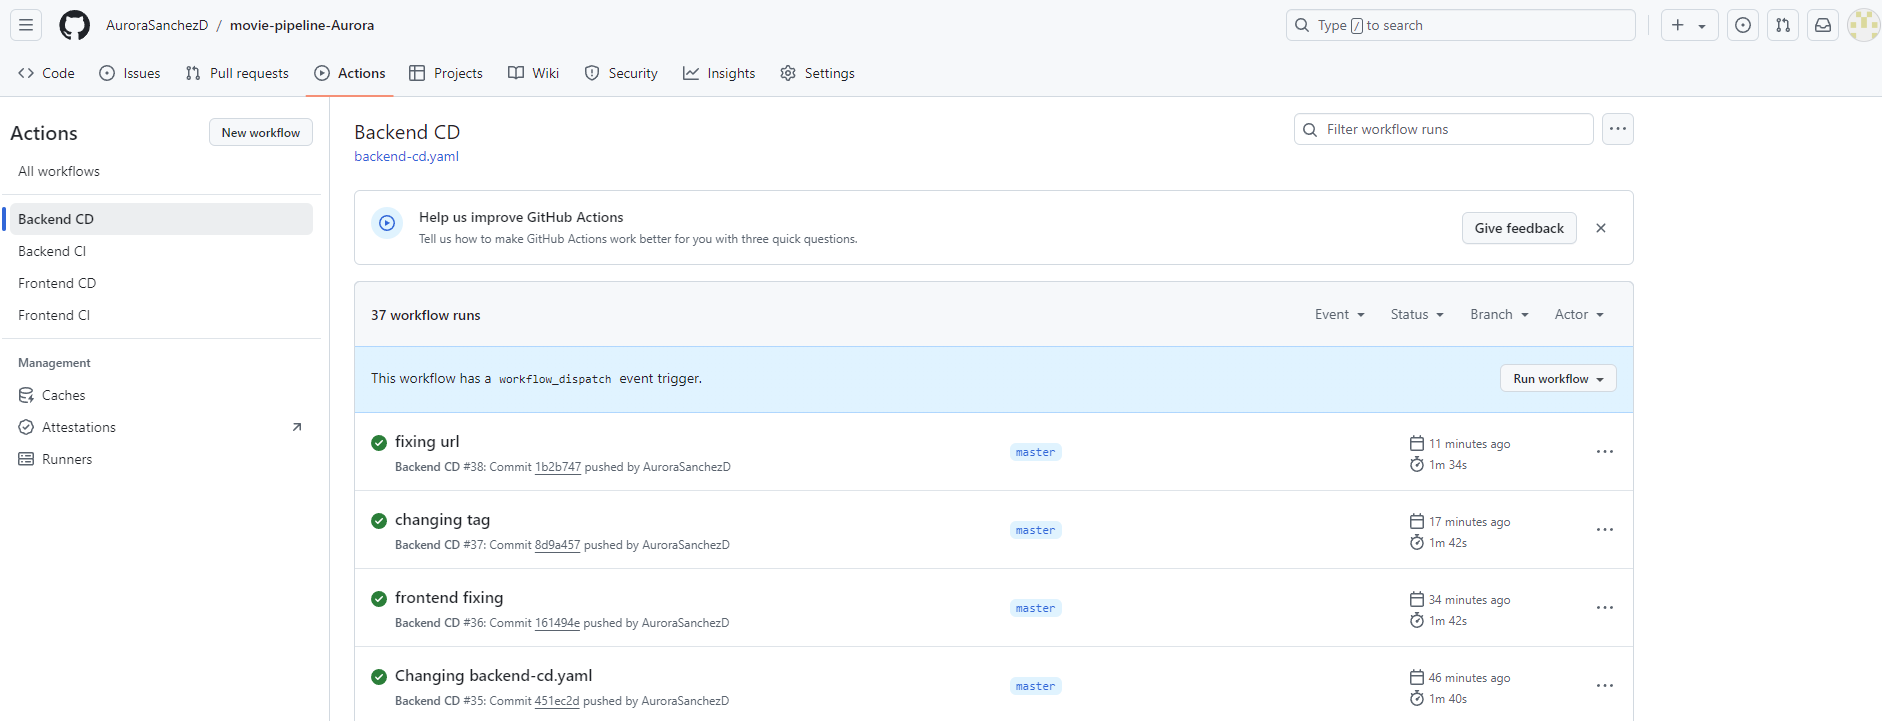 AuroraSanchezD / movie-pipeline-Aurora
Type / to search
Code Issues Pull requests Actions Projects Wiki Security Insights Settings
Actions
New workflow
All workflows
Backend CD
Backend CI
Frontend CD
Frontend CI
Management
Caches
Attestations
Runners
Backend CD
backend-cd.yaml
Filter workflow runs
Help us improve GitHub Actions
Tell us how to make GitHub Actions work better for you with three quick questions.
Give feedback
37 workflow runs
Event Status Branch Actor
This workflow has a workflow_dispatch event trigger.
Run workflow
fixing url
Backend CD #38: Commit 1b2b747 pushed by AuroraSanchezD
master
11 minutes ago
1m 34s
changing tag
Backend CD #37: Commit 8d9a457 pushed by AuroraSanchezD
master
17 minutes ago
1m 42s
frontend fixing
Backend CD #36: Commit 161494e pushed by AuroraSanchezD
master
34 minutes ago
1m 42s
Changing backend-cd.yaml
Backend CD #35: Commit 451ec2d pushed by AuroraSanchezD
master
46 minutes ago
1m 40s